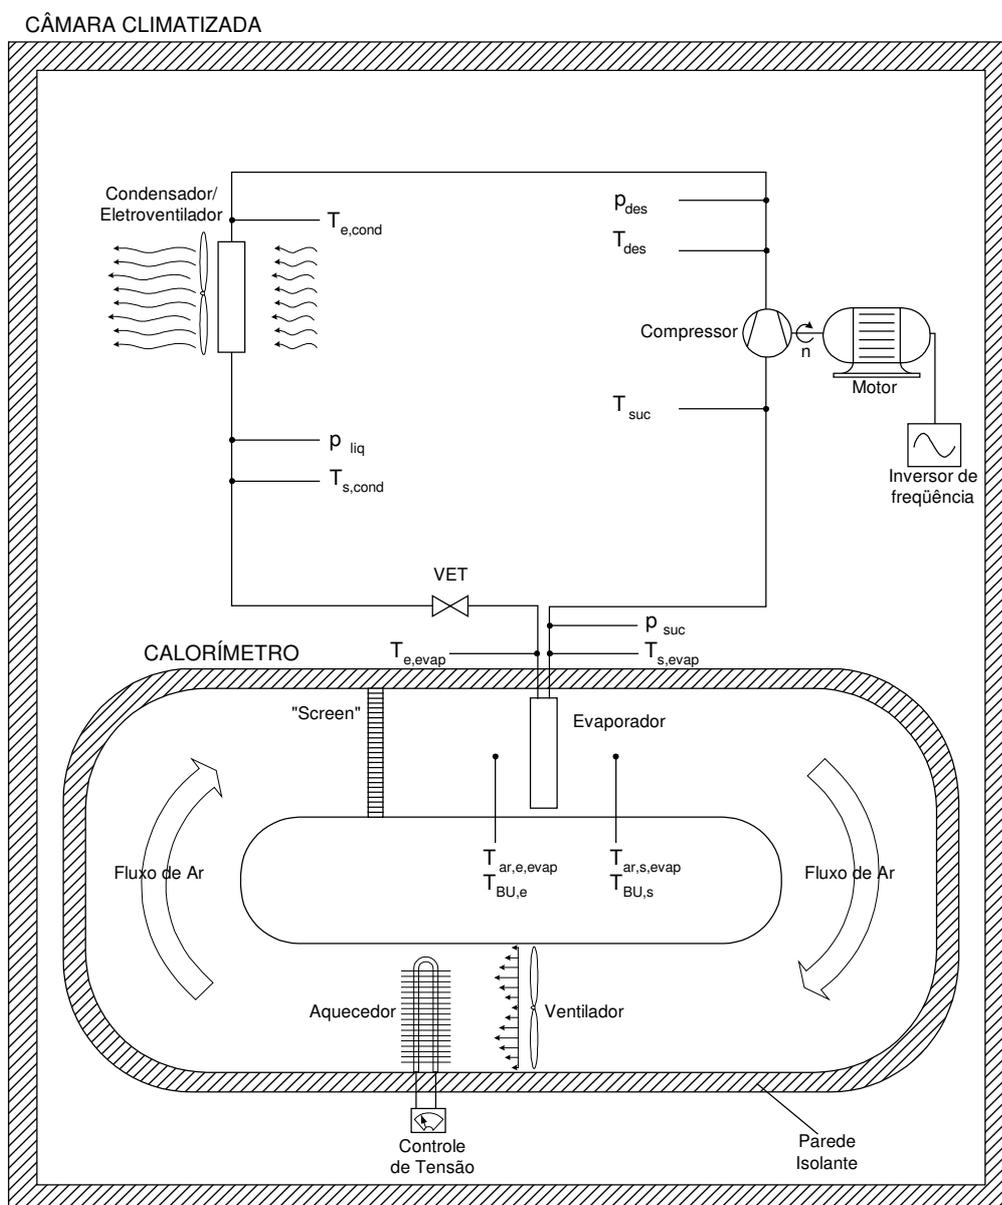 CÂMARA CLIMATIZADA
Condensador/
Eletroventilador
T e,cond
p des
T des
Compressor
n
Motor
T suc
p liq
T s,cond
Inversor de
freqüência
VET
p suc
T e,evap
T s,evap
CALORÍMETRO
"Screen"
Evaporador
Fluxo de Ar
T ar,e,evap
T BU,e
T ar,s,evap
T BU,s
Fluxo de Ar
Aquecedor
Ventilador
Controle
de Tensão
Parede
Isolante